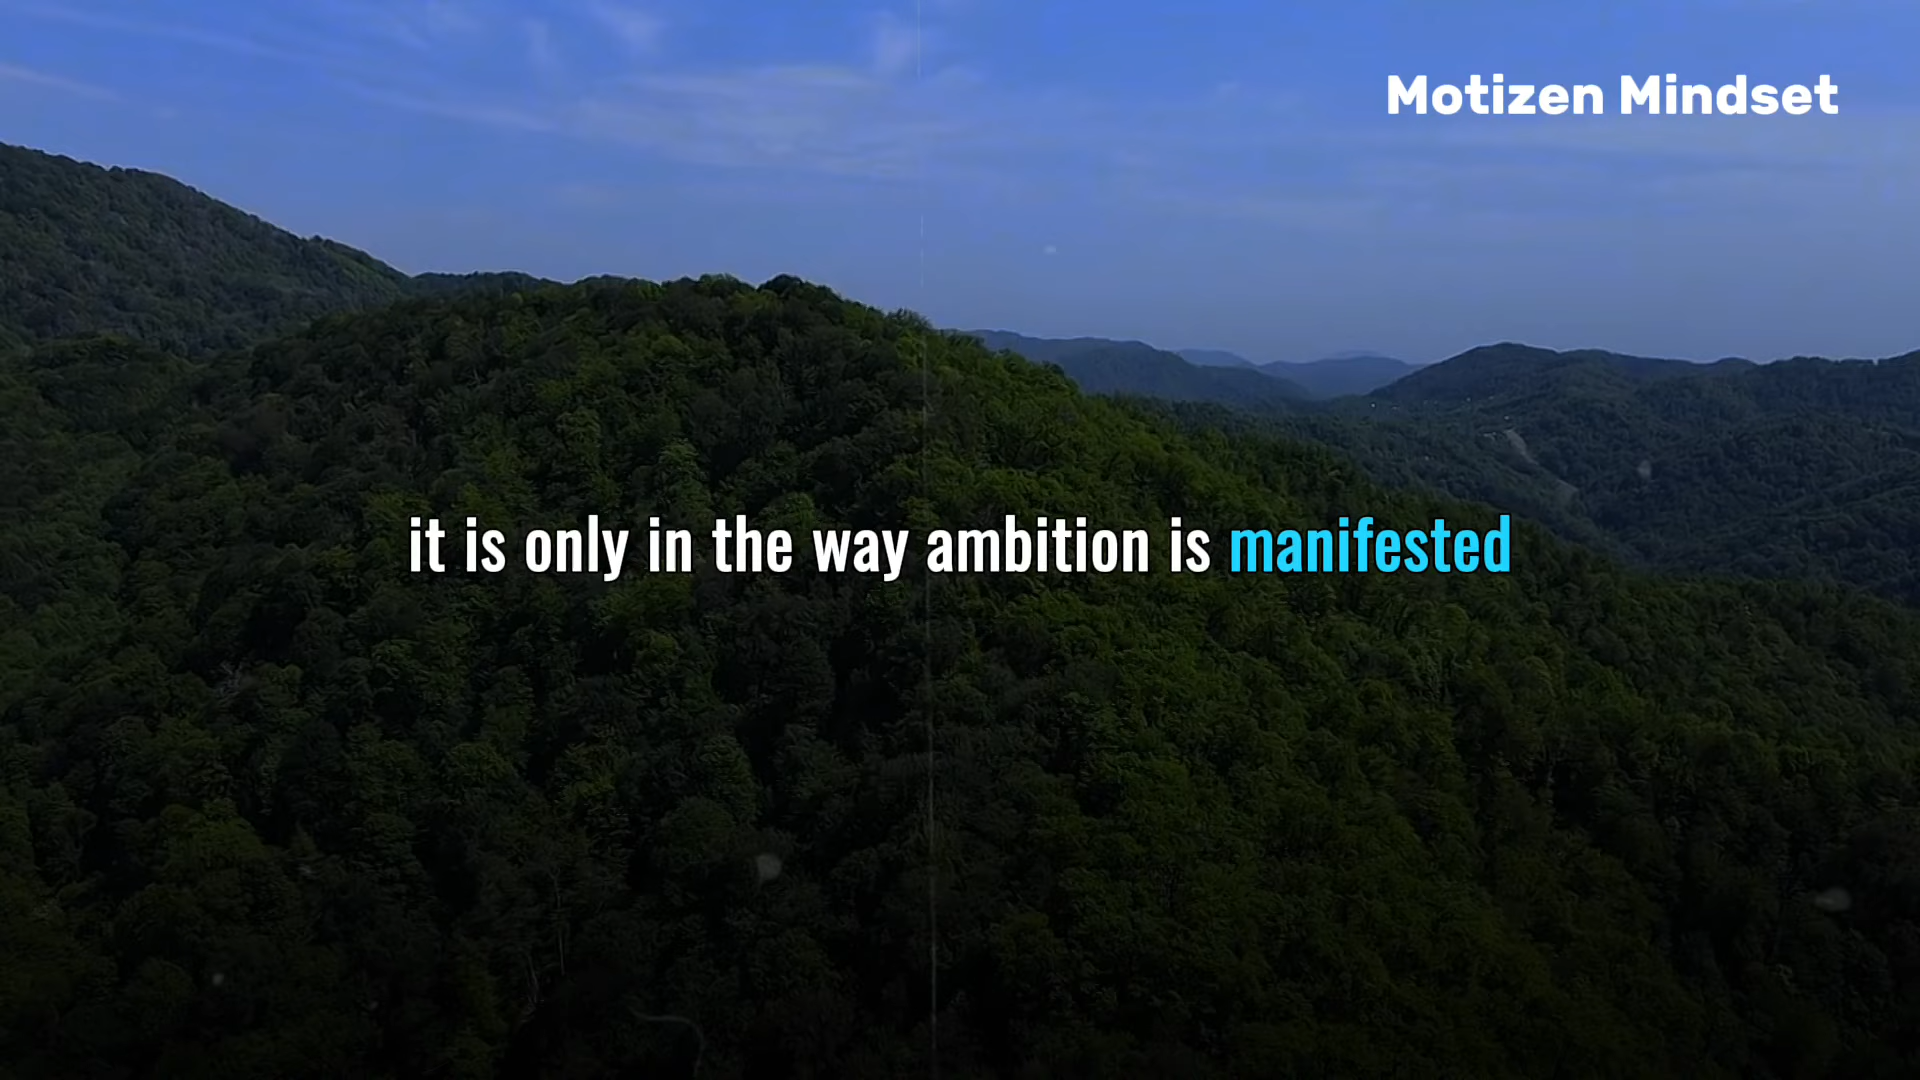 Motizen Mindset
it is only in the way ambition is manifested